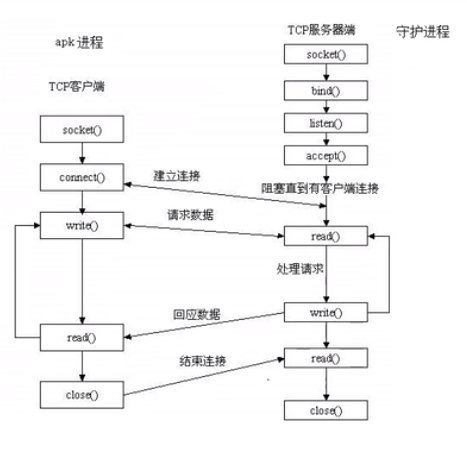 apk 进程
TCP服务器端
守护进程
TCP客户端
socket()
bind()
listen()
accept()
socket()
connect()
建立连接
阻塞直到有客户端连接
write()
请求数据
read()
处理请求
回应数据
write()
read()
结束连接
read()
close()
close()